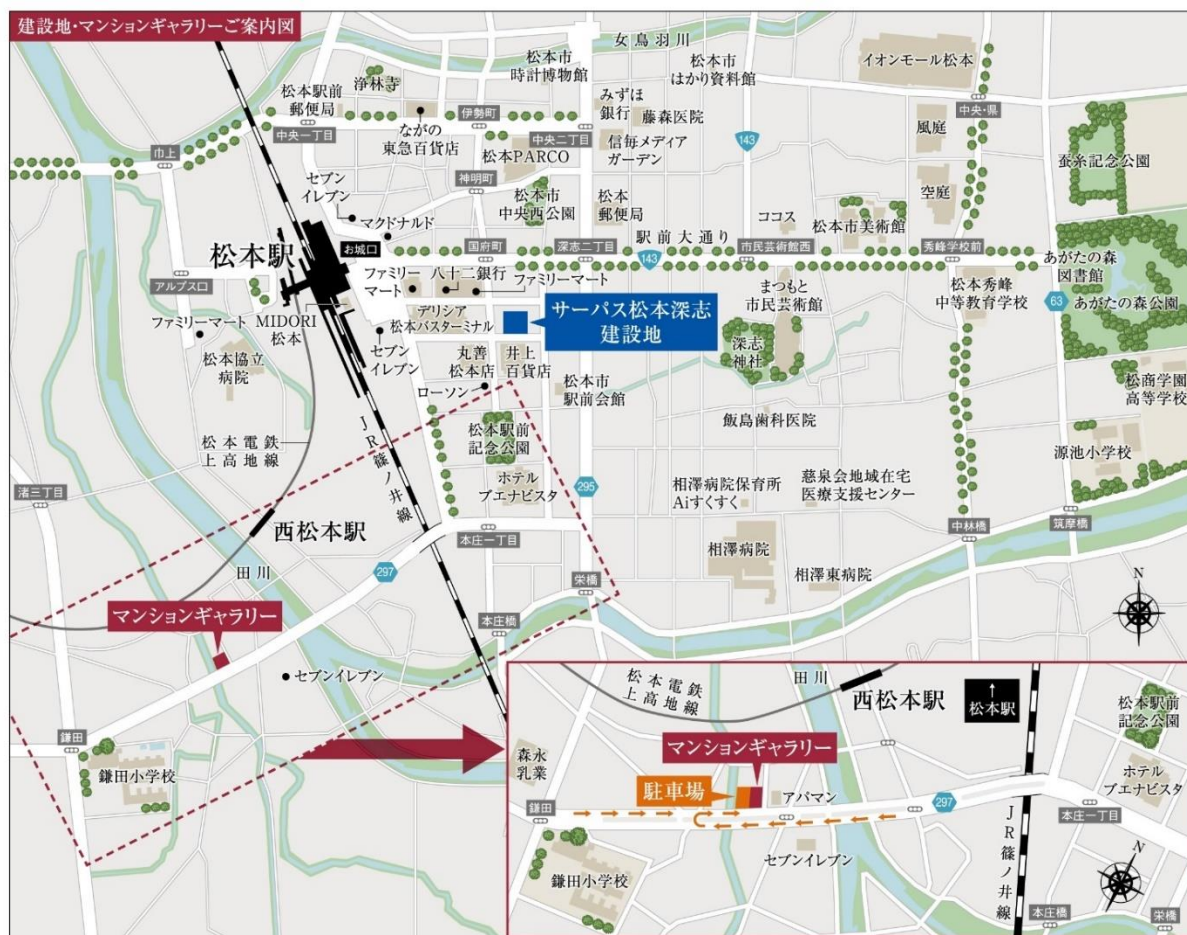 建設地・マンションギャラリーご案内図
女鳥羽川
松本市
時計博物館
松本市
はかり資料館
イオンモール松本
浄林寺
松本駅前
郵便局
伊勢町
みずほ
銀行
藤森医院
中央・県
中央一丁目
ながの
東急百貨店
中央二丁目
143
風庭
巾上
松本PARCO
信毎メディア
ガーデン
蚕糸記念公園
神明町
セブン
イレブン
松本市
中央西公園
松本
郵便局
空庭
マクドナルド
ココス
松本市美術館
駅前大通り
松本駅
お城口
国府町
深志二丁目
143
市民芸術館西
秀峰学校前
あがたの森
図書館
アルプス口
ファミリー
マート
八十二銀行
ファミリーマート
まつもと
市民芸術館
松本秀峰
中等教育学校
63
あがたの森公園
ファミリーマート
MIDORI
松本
デリシア
松本バスターミナル
サーパス松本深志
建設地
松本協立
病院
セブン
イレブン
丸善
松本店
井上
百貨店
深志
神社
ローソン
松本市
駅前会館
松商学園
高等学校
飯島歯科医院
松本電鉄
上高地線
JR篠ノ井線
松本駅前
記念公園
源池小学校
渚三丁目
ホテル
ブエナビスタ
295
相澤病院保育所
Aiすくすく
慈泉会地域在宅
医療支援センター
西松本駅
本庄一丁目
中林橋
筑摩橋
田川
297
相澤病院
相澤東病院
栄橋
マンションギャラリー
本庄橋
N
セブンイレブン
鎌田
鎌田小学校
松本電鉄
上高地線
田川
西松本駅
↑
松本駅
松本駅前
記念公園
森永
乳業
マンションギャラリー
駐車場
アパマン
ホテル
ブエナビスタ
鎌田
297
本庄一丁目
セブンイレブン
JR篠ノ井線
N
鎌田小学校
本庄橋
栄橋